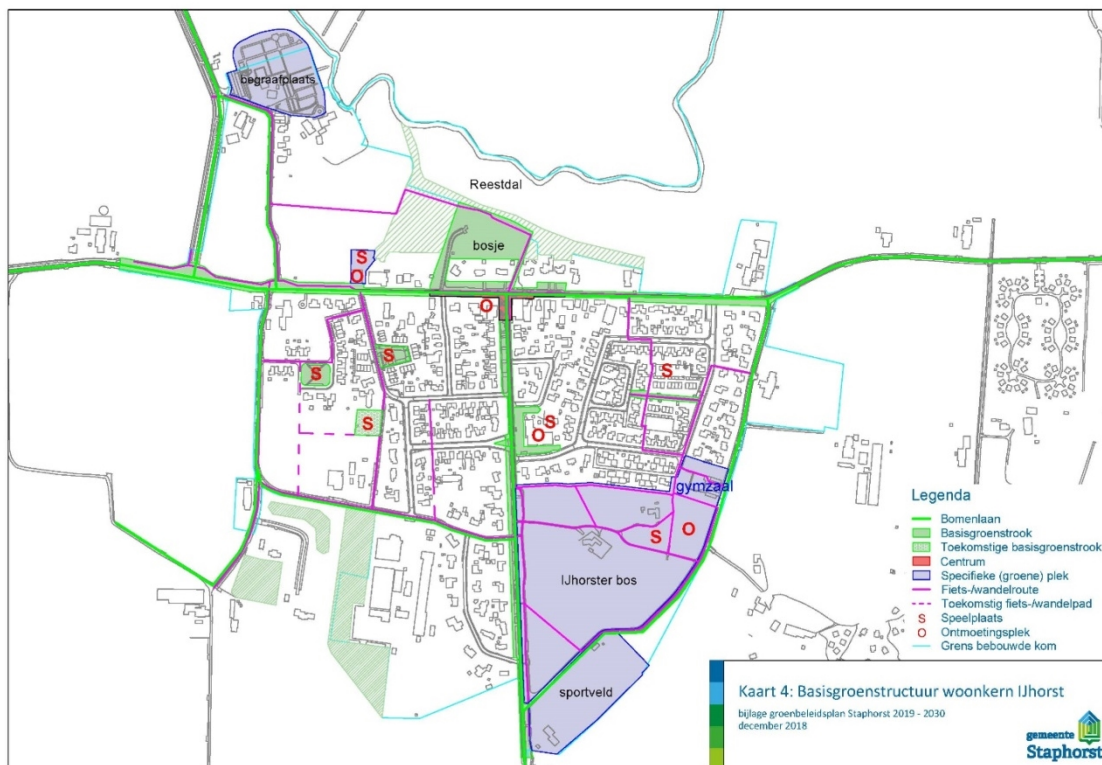 begraafplaats
Reestdal
bosje
S
O
O
S
S
S
S
S
O
gymzaal
S
O
IJhorster bos
sportveld
Legenda
Bomenlaan
Basisgroenstrook
Toekomstige basisgroenstrook
Centrum
Specifieke (groene) plek
Fiets-/wandelroute
Toekomstig fiets-/wandelpad
S Speelplaats
O Ontmoetingsplek
Grens bebouwde kom
Kaart 4: Basisgroenstructuur woonkern IJhorst
bijlage groenbeleidsplan Staphorst 2019 - 2030
december 2018
gemeente
Staphorst